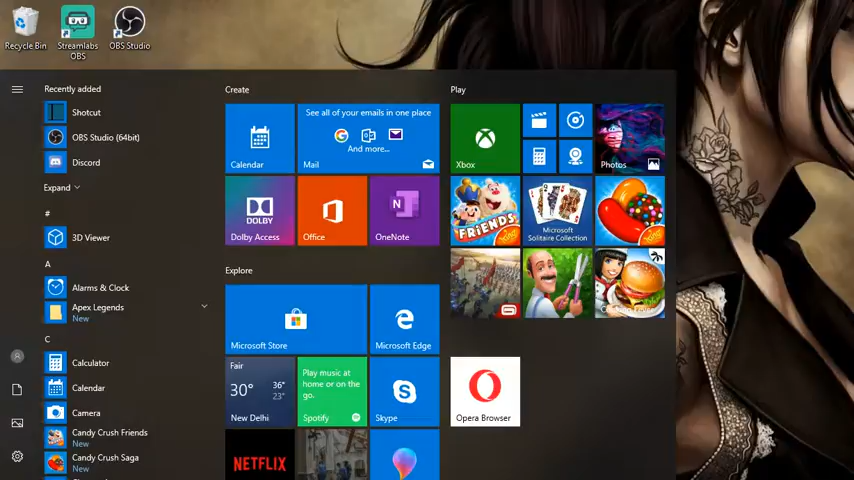 Recycle Bin
Streamlabs
OBS
OBS Studio
Recently added
Shotcut
OBS Studio (64bit)
Discord
Expand
#
3D Viewer
A
Alarms & Clock
Apex Legends
New
C
Calculator
Calendar
Camera
Candy Crush Friends
New
Candy Crush Saga
New
Create
Calendar
See all of your emails in one place
And more...
Mail
DOLBY
Dolby Access
Office
OneNote
Explore
Microsoft Store
Microsoft Edge
Fair
30°
36°
23°
New Delhi
Play music at
home or on the
go.
Spotify
Skype
NETFLIX
Play
Xbox
Photos
FRIENDS
King
Microsoft
Solitaire Collection
King
Opera Browser